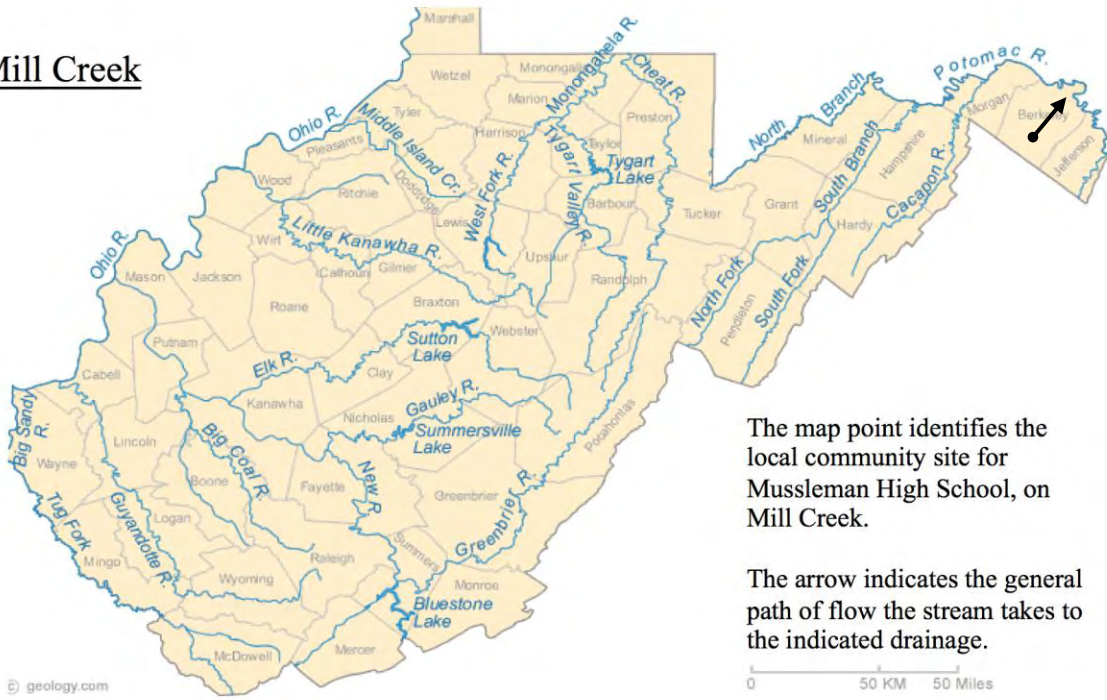 Mill Creek
Marshall
Wetzel
Monongalia
Monongahela R.
Cheat R.
Marion
Preston
Tyler
Middle Island Cr.
Ohio R.
Pleasants
Harrison
Taylor
Tygart
Lake
Tygart Valley R.
Doddridge
Ritchie
Wood
West Fork R.
Barbour
Lewis
Wirt
Little Kanawha R.
Upshur
Tucker
Potomac R.
North Branch
Mineral
Morgan
Berkeley
Jefferson
Hampshire
South Branch
Cacapon R.
Grant
Hardy
North Fork
South Fork
Pendleton
Ohio R.
Mason
Jackson
Calhoun
Gilmer
Roane
Braxton
Randolph
Webster
Putnam
Sutton
Lake
Elk R.
Clay
Cabell
Kanawha
Nicholas
Gauley R.
Summersville
Lake
Pocahontas
Big Sandy
R.
Wayne
Lincoln
Big Coal R.
Boone
Fayette
New R.
Greenbrier
Greenbrier R.
Tug Fork
Guyandotte R.
Logan
Mingo
Raleigh
Summers
Wyoming
Monroe
Bluestone
Lake
McDowell
Mercer
The map point identifies the
local community site for
Mussleman High School, on
Mill Creek.
The arrow indicates the general
path of flow the stream takes to
the indicated drainage.
0 50 KM 50 Miles
© geology.com